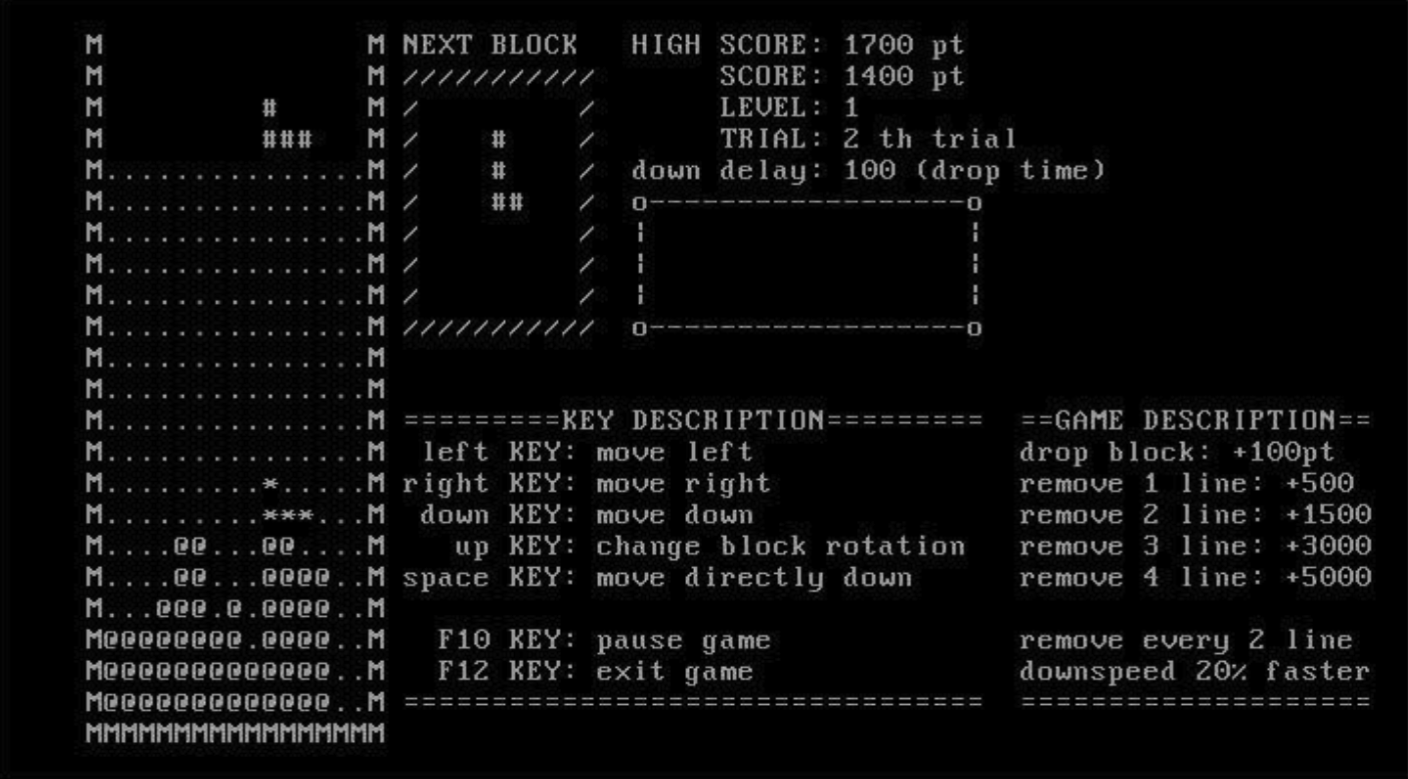 M               M NEXT BLOCK   HIGH SCORE: 1700 pt
M               M ///////////       SCORE: 1400 pt
M         #     M /         /       LEVEL: 1
M         ###   M /    #    /       TRIAL: 2 th trial
M...............M /    #    /  down delay: 100 (drop time)
M...............M /    ##   /  o------------------o
M...............M /         /  ¦                  ¦
M...............M /         /  ¦                  ¦
M...............M /         /  ¦                  ¦
M...............M ///////////  o------------------o
M...............M
M...............M
M...............M =========KEY DESCRIPTION=========  ==GAME DESCRIPTION==
M...............M  left KEY: move left               drop block: +100pt
M.........*.....M right KEY: move right              remove 1 line: +500
M.........***...M  down KEY: move down               remove 2 line: +1500
M....@@...@@....M    up KEY: change block rotation   remove 3 line: +3000
M....@@...@@@@..M space KEY: move directly down      remove 4 line: +5000
M...@@@.@.@@@@..M
M@@@@@@@@.@@@@..M   F10 KEY: pause game              remove every 2 line
M@@@@@@@@@@@@@..M   F12 KEY: exit game               downspeed 20% faster
M@@@@@@@@@@@@@..M =================================  ====================
MMMMMMMMMMMMMMMMM